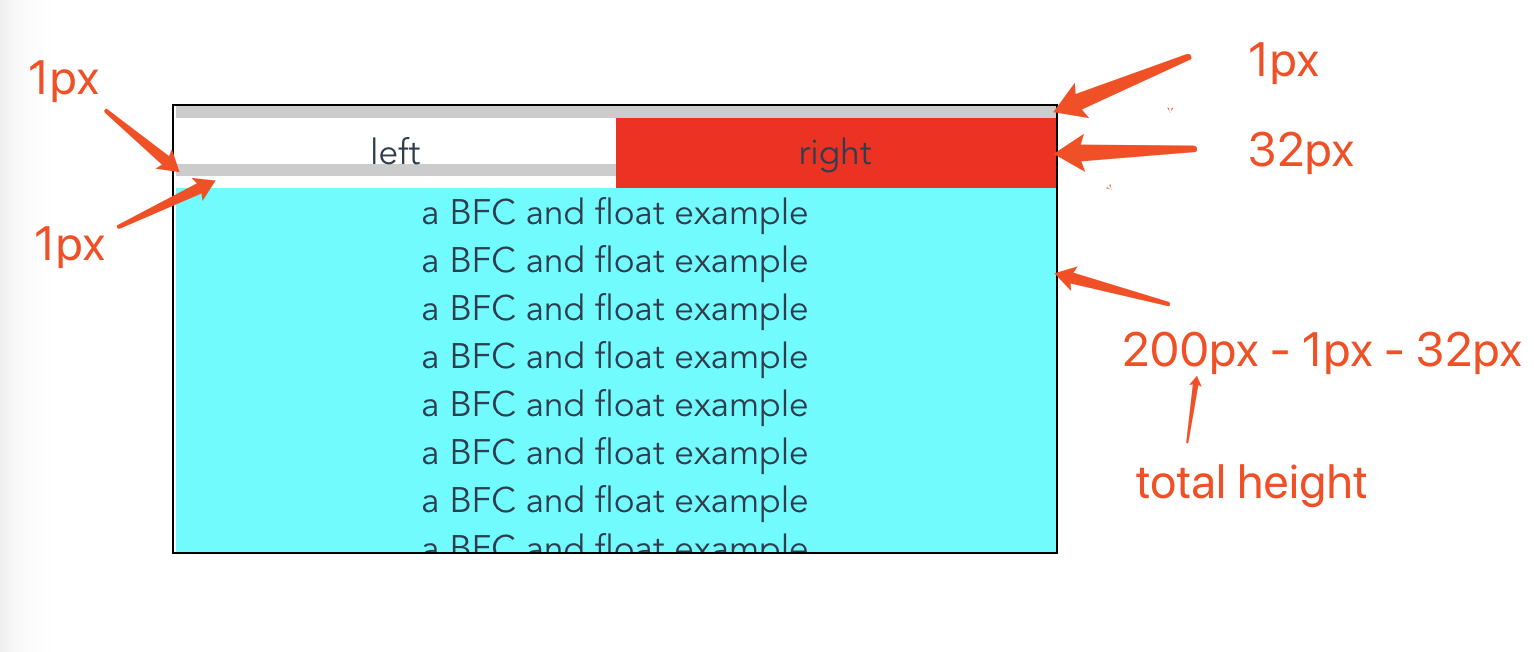 1px
1px
left
right
32px
1px
a BFC and float example
a BFC and float example
a BFC and float example
a BFC and float example
200px - 1px - 32px
a BFC and float example
a BFC and float example
a BFC and float example
total height
a BFC and float example